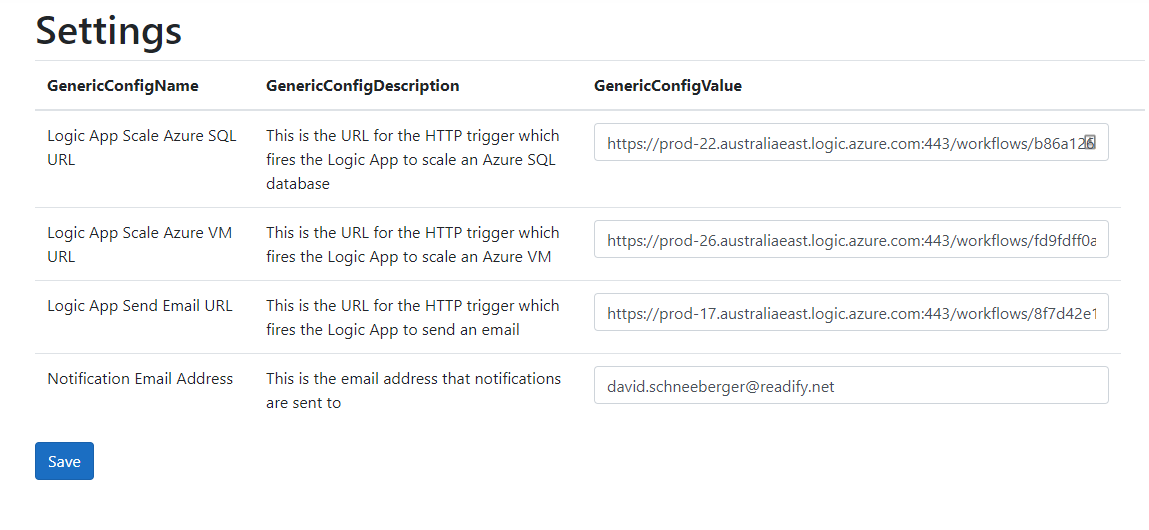 Settings
GenericConfigName GenericConfigDescription GenericConfigValue
Logic App Scale Azure SQL
URL
This is the URL for the HTTP trigger which
fires the Logic App to scale an Azure SQL
database
https://prod-22.australiaeast.logic.azure.com:443/workflows/b86a126
Logic App Scale Azure VM
URL
This is the URL for the HTTP trigger which
fires the Logic App to scale an Azure VM
https://prod-26.australiaeast.logic.azure.com:443/workflows/fd9fdff0a
Logic App Send Email URL
This is the URL for the HTTP trigger which
fires the Logic App to send an email
https://prod-17.australiaeast.logic.azure.com:443/workflows/8f7d42e1
Notification Email Address
This is the email address that notifications
are sent to
david.schneeberger@readify.net
Save